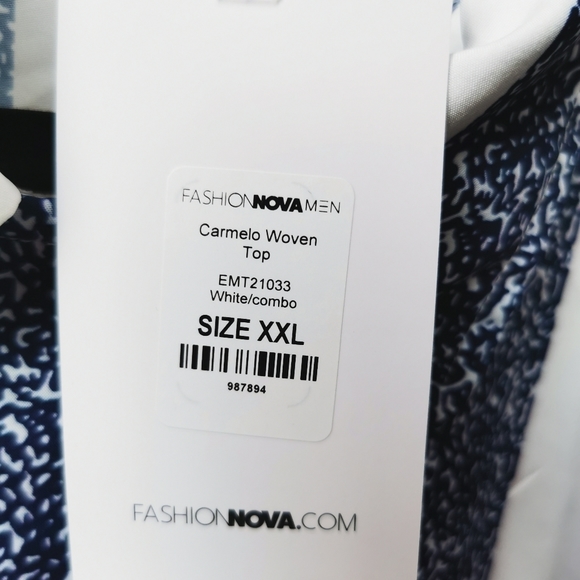 FASHIONNOVAMEN
Carmelo Woven
Top
EMT21033
White/combo
SIZE XXL
987894
FASHIONNOVA.COM